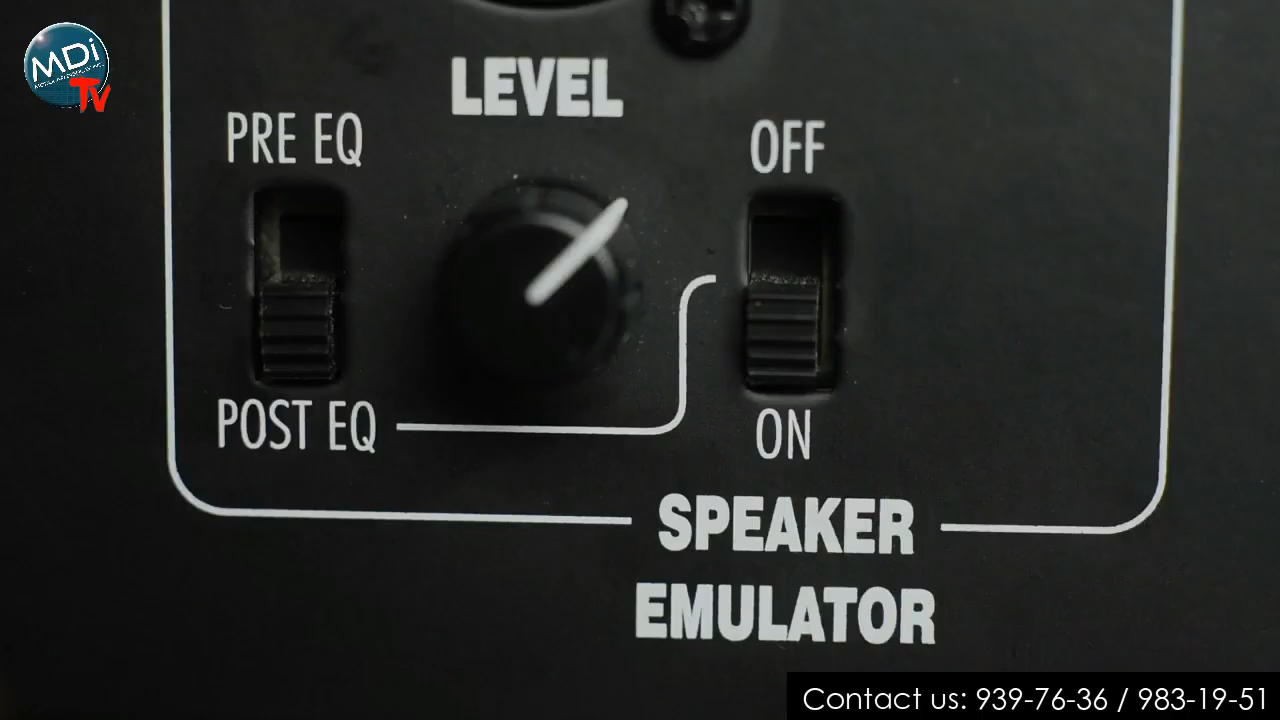 MDi
TV
LEVEL
PRE EQ
OFF
POST EQ
ON
SPEAKER
EMULATOR
Contact us: 939-76-36 / 983-19-51